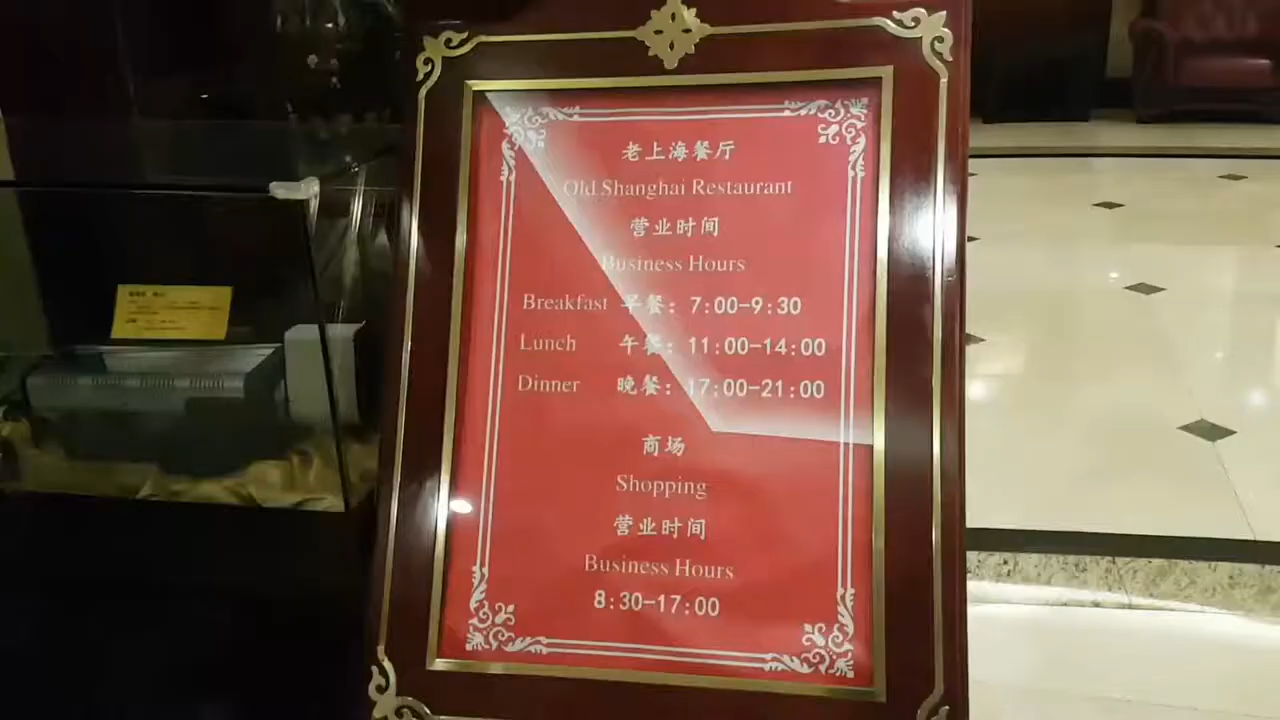 老上海餐厅
Old Shanghai Restaurant
营业时间
Business Hours
Breakfast 早餐：7:00-9:30
Lunch 午餐：11:00-14:00
Dinner 晚餐：17:00-21:00
商场
Shopping
营业时间
Business Hours
8:30-17:00